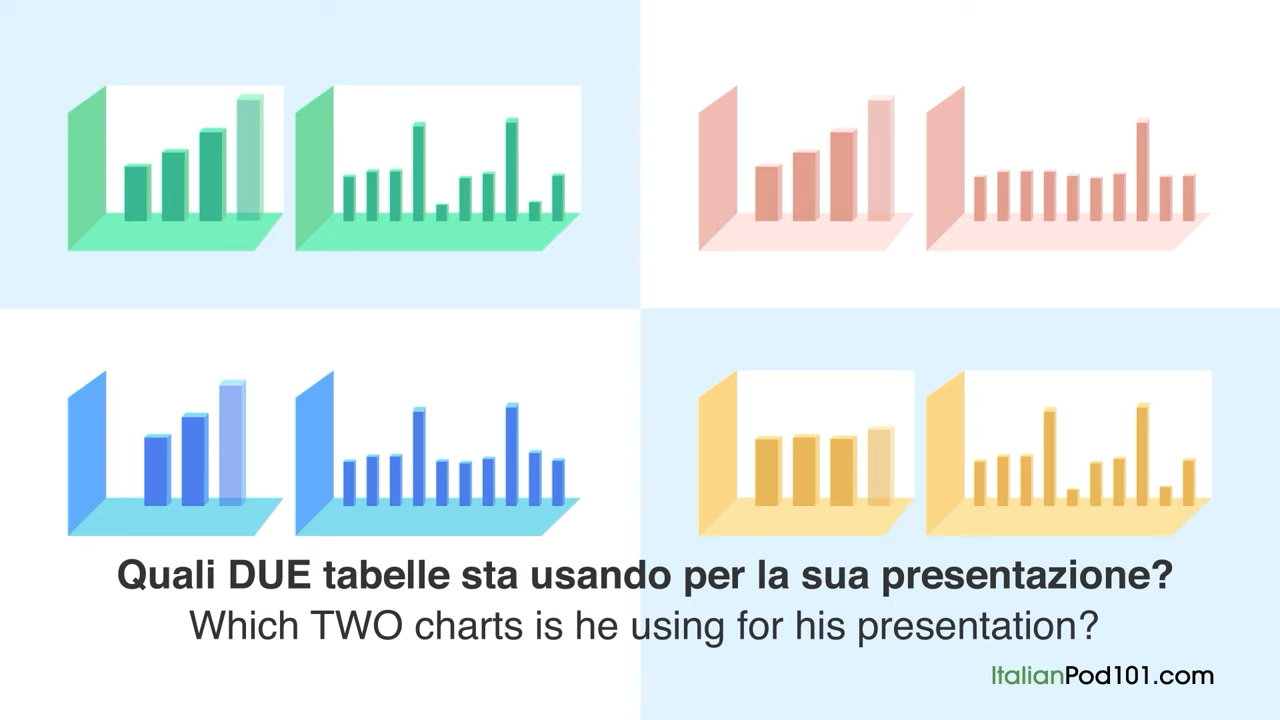 Quali DUE tabelle sta usando per la sua presentazione?
Which TWO charts is he using for his presentation?
ItalianPod101.com